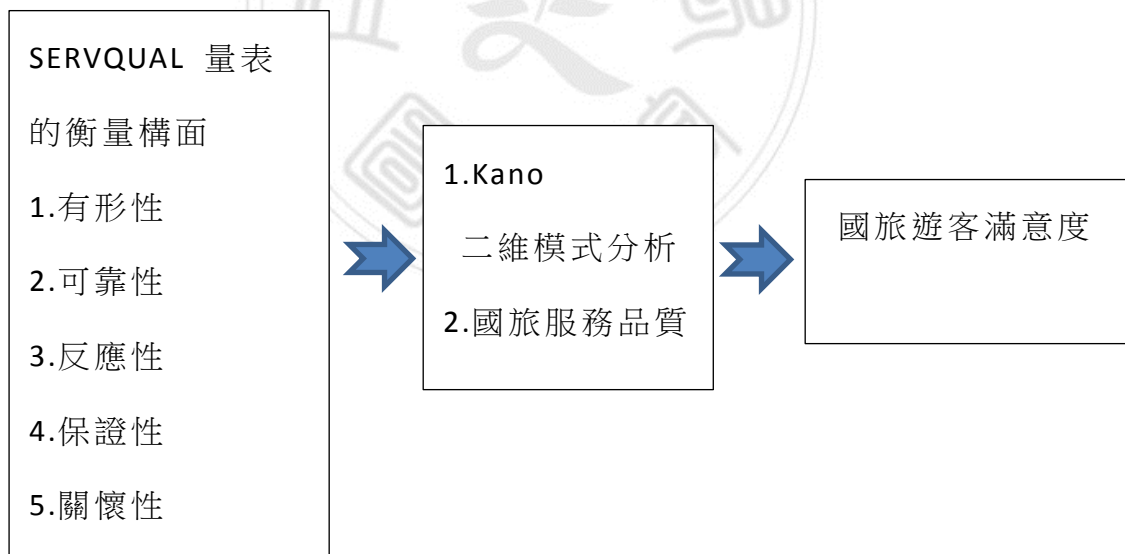 SERVQUAL 量表
的衡量構面
1.有形性
2.可靠性
3.反應性
4.保證性
5.關懷性
1.Kano
二維模式分析
2.國旅服務品質
國旅遊客滿意度